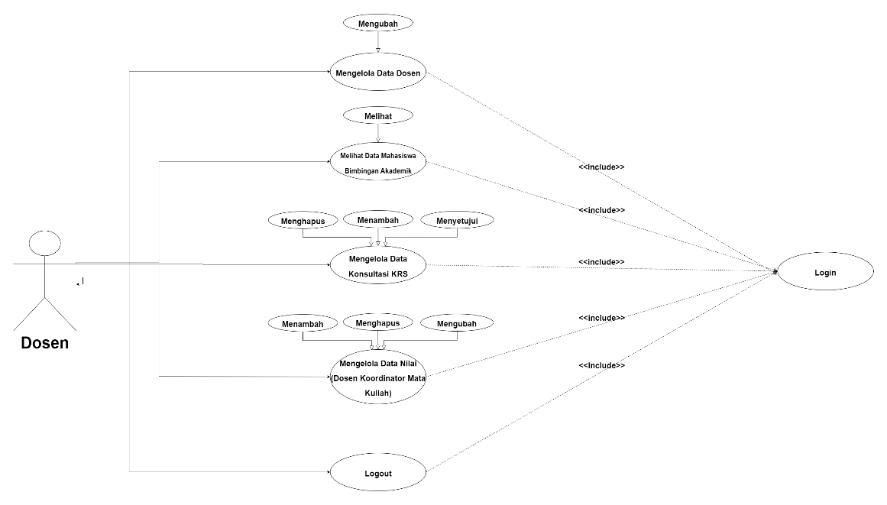 Mengubah
Mengelola Data Dosen
Melihat
Melihat Data Mahasiswa
Bimbingan Akademik
<<include>>
<<include>>
Menghapus
Menambah
Menyetujui
Mengelola Data
Konsultasi KRS
<<include>>
Login
Dosen
Menambah
Menghapus
Mengubah
<<include>>
Mengelola Data Nilai
(Dosen Koordinator Mata
Kuliah)
<<Include>>
Logout